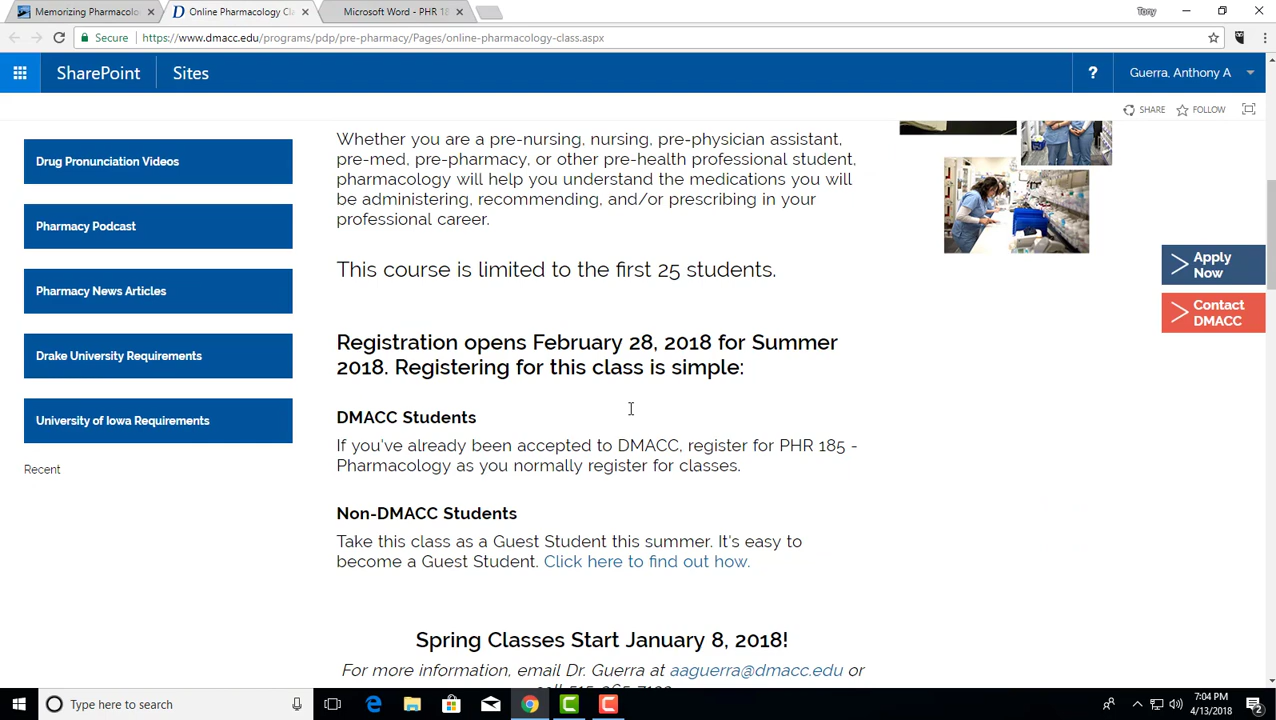 Memorizing Pharmacolo
Online Pharmacology Cla
Microsoft Word - PHR 18
Tony
Secure
https://www.dmacc.edu/programs/pdp/pre-pharmacy/Pages/online-pharmacology-class.aspx
SharePoint
Sites
?
Guerra, Anthony A
SHARE
FOLLOW
Drug Pronunciation Videos
Pharmacy Podcast
Pharmacy News Articles
Drake University Requirements
University of Iowa Requirements
Recent
Whether you are a pre-nursing, nursing, pre-physician assistant,
pre-med, pre-pharmacy, or other pre-health professional student,
pharmacology will help you understand the medications you will
be administering, recommending, and/or prescribing in your
professional career.
This course is limited to the first 25 students.
Registration opens February 28, 2018 for Summer
2018. Registering for this class is simple:
DMACC Students
If you've already been accepted to DMACC, register for PHR 185 -
Pharmacology as you normally register for classes.
Non-DMACC Students
Take this class as a Guest Student this summer. It's easy to
become a Guest Student. Click here to find out how.
Spring Classes Start January 8, 2018!
For more information, email Dr. Guerra at aaguerra@dmacc.edu or
Apply
Now
Contact
DMACC
Type here to search
7:04 PM
4/13/2018
2